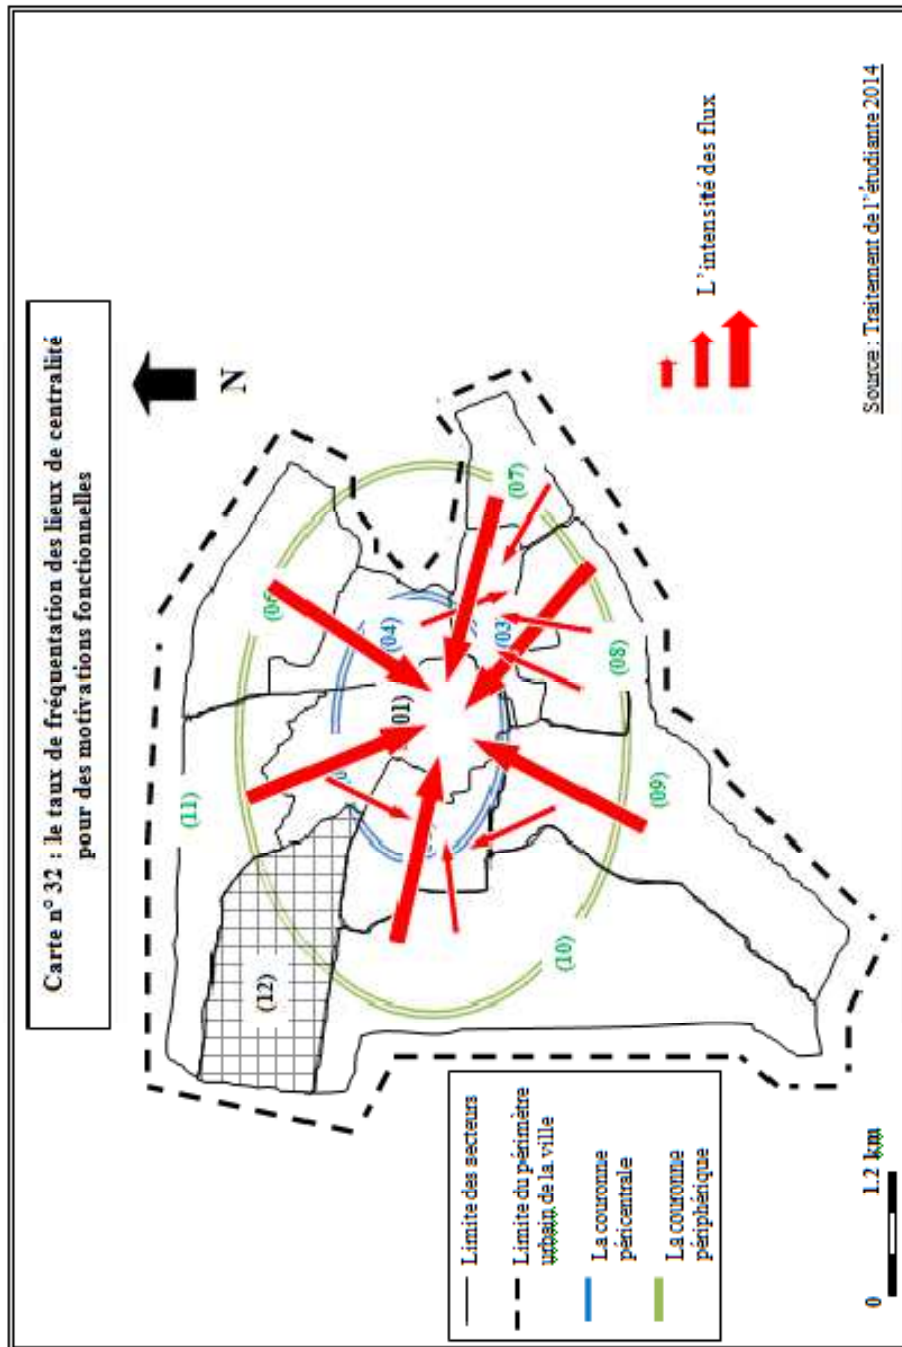 Carte n° 32 : le taux de fréquentation des lieux de centralité
pour des motivations fonctionnelles
N
(11)
(06)
(12)
(04)
01)
(07)
(03)
(08)
(09)
(10)
L'intensité des flux
Limite des secteurs
Limite du périmètre
urbain de la ville
La couronne
péricentrale
La couronne
périphérique
0
1.2 km
Source : Traitement de l'étudiante 2014